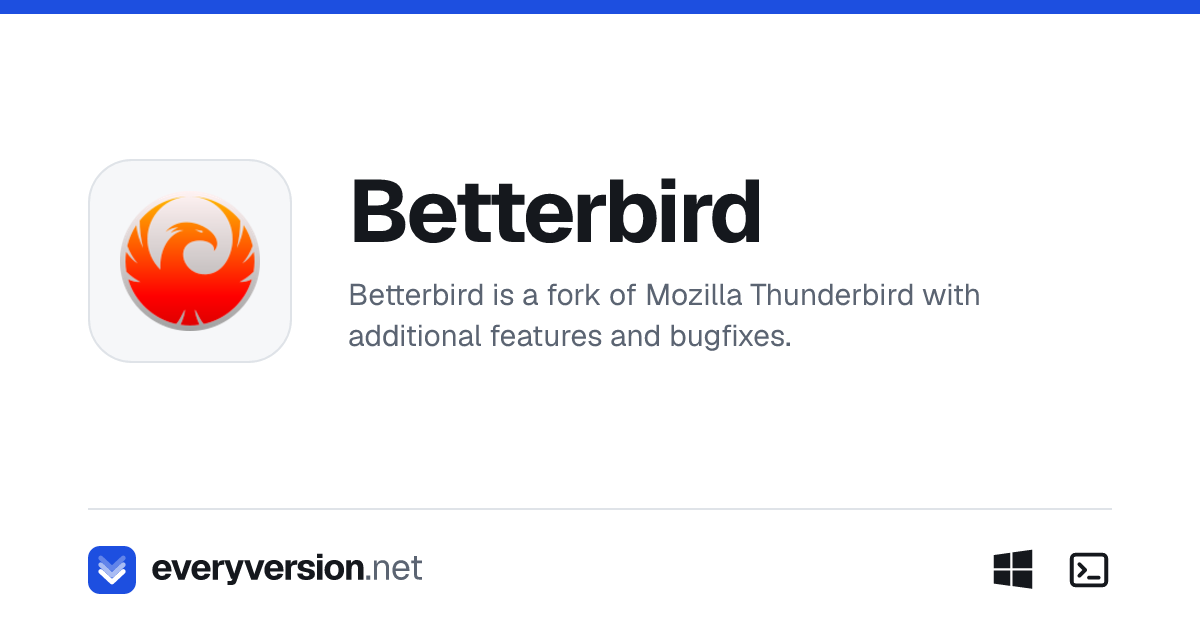 Betterbird
Betterbird is a fork of Mozilla Thunderbird with
additional features and bugfixes.
everyversion.net